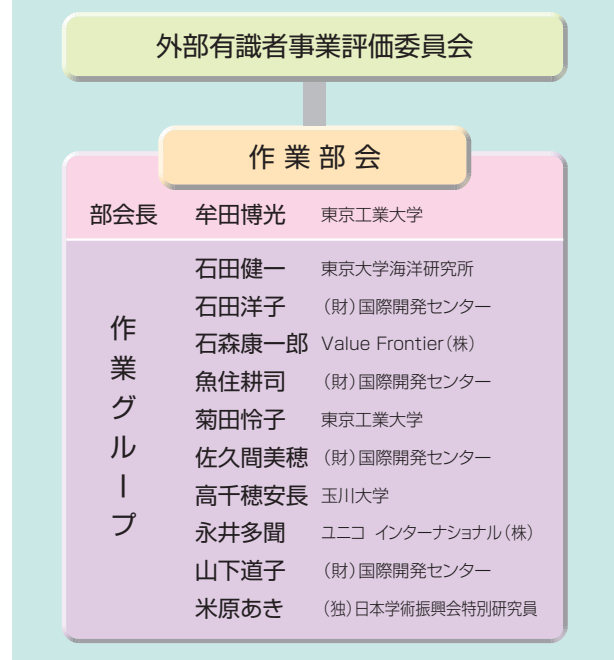 外部有識者事業評価委員会
作業部会
部会長 牟田博光 東京工業大学
作業グループ
石田健一 東京大学海洋研究所
石田洋子 (財)国際開発センター
石森康一郎 Value Frontier(株)
魚住耕司 (財)国際開発センター
菊田怜子 東京工業大学
佐久間美穂 (財)国際開発センター
高千穂安長 玉川大学
永井多聞 ユニコ インターナショナル(株)
山下道子 (財)国際開発センター
米原あき (独)日本学術振興会特別研究員